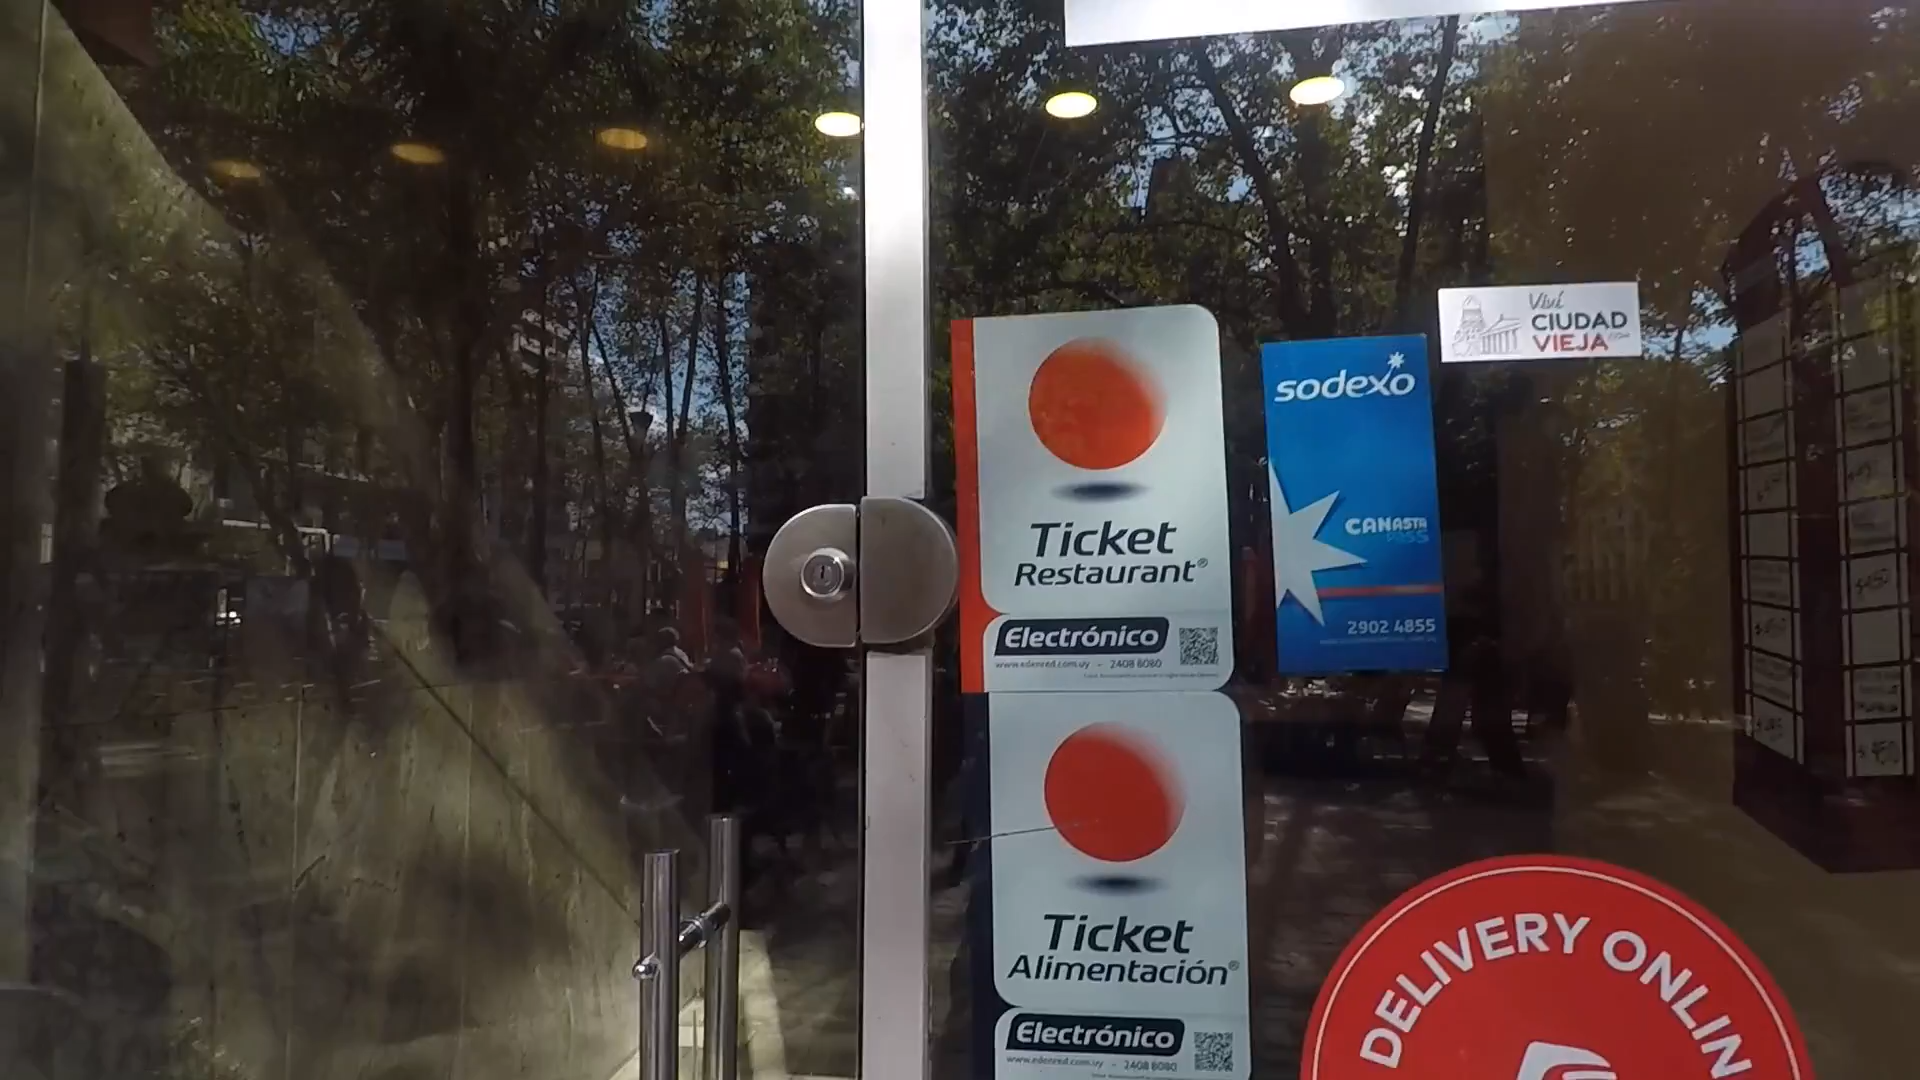 Viví
CIUDAD
VIEJA
sodexo
CANASTA
PASS
2902 4855
Ticket
Restaurant®
Electrónico
www.edenred.com.uy - 2408 8080
Ticket
Alimentación®
Electrónico
www.edenred.com.uy - 2408 8080
DELIVERY ONLIN